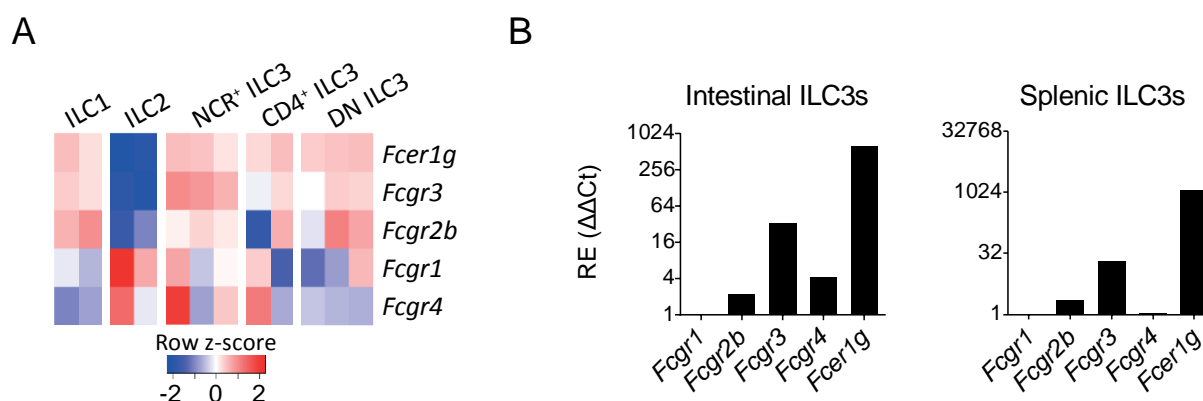 A
ILC1 ILC2 NCR⁺ ILC3 CD4⁺ ILC3 DN ILC3
Fcer1g
Fcgr3
Fcgr2b
Fcgr1
Fcgr4
Row z-score
-2 0 2
B
Intestinal ILC3s
RE (ΔΔCt)
1024
256
64
16
4
1
Fcgr1 Fcgr2b Fcgr3 Fcgr4 Fcer1g
Splenic ILC3s
32768
1024
32
1
Fcgr1 Fcgr2b Fcgr3 Fcgr4 Fcer1g